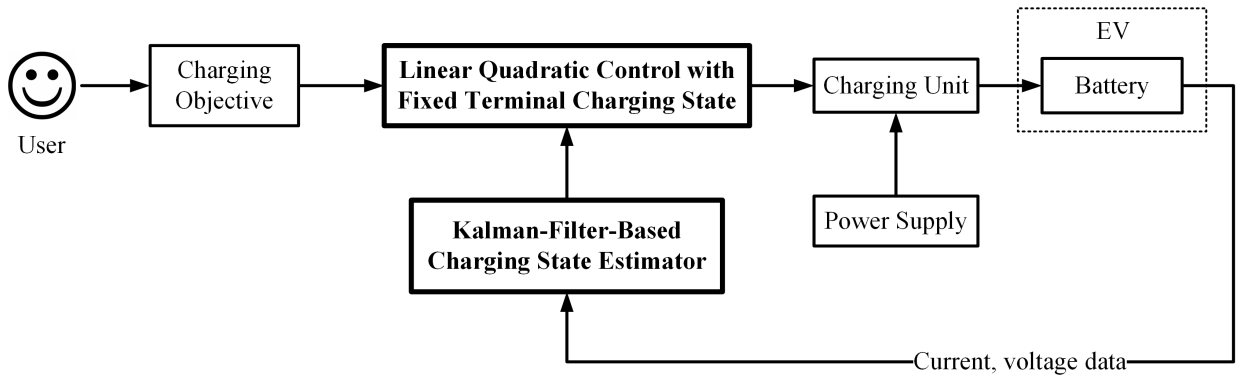 User
Charging
Objective
Linear Quadratic Control with
Fixed Terminal Charging State
Charging Unit
EV
Battery
Kalman-Filter-Based
Charging State Estimator
Power Supply
Current, voltage data